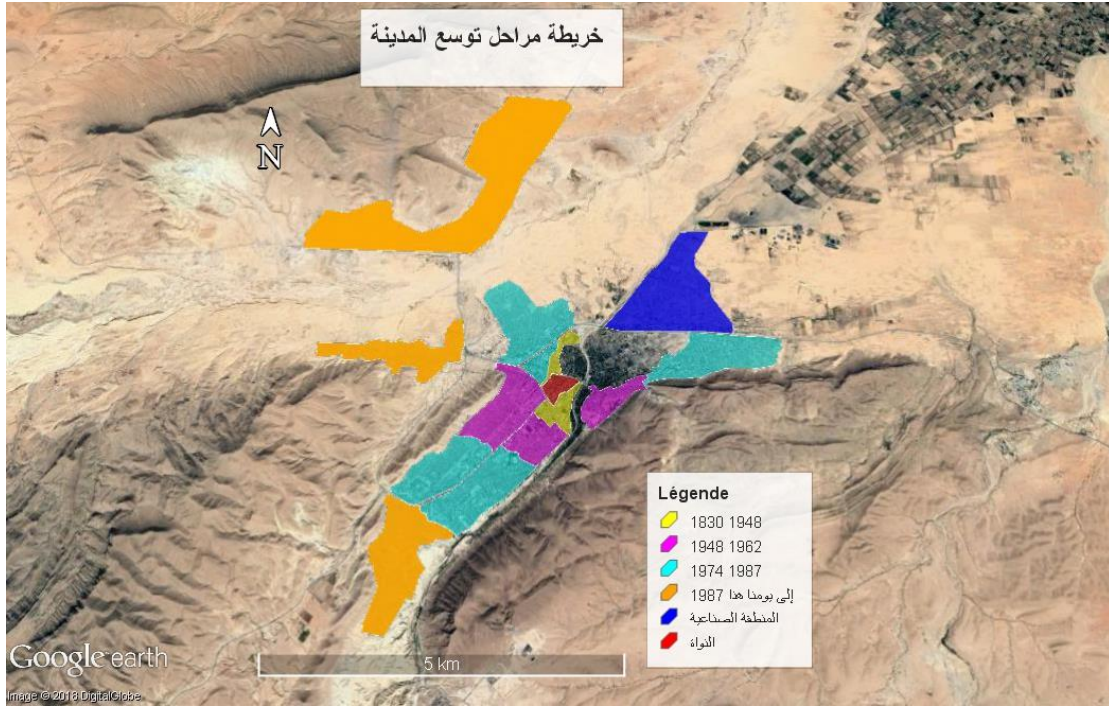 خريطة مراحل توسع المدينة
N
Légende
1830 1948
1948 1962
1974 1987
1987 إلى يومنا هذا
المنطقة الصناعية
النواة
5 km
Google earth
Image © 2018 DigitalGlobe